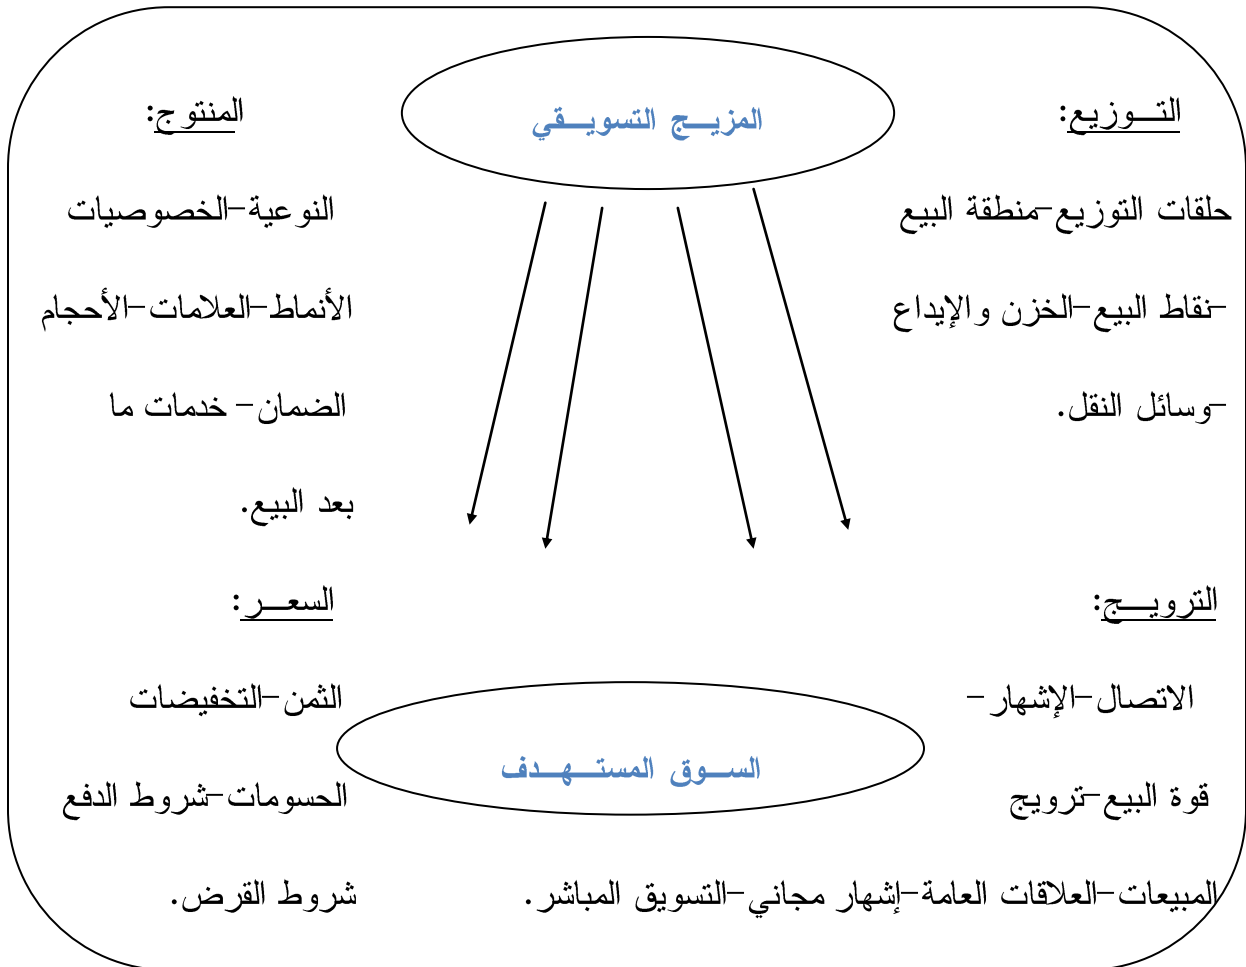 المزيـــج التسويـــقي
التـــوزيع:
حلقات التوزيع-منطقة البيع
-نقاط البيع-الخزن والإيداع
-وسائل النقل.
المنتوج:
النوعية-الخصوصيات
الأنماط-العلامات-الأحجام
الضمان- خدمات ما
بعد البيع.
الترويـــج:
الاتصال-الإشهار-
قوة البيع-ترويج
المبيعات-العلاقات العامة-إشهار مجاني-التسويق المباشر.
السعـــر:
الثمن-التخفيضات
الحسومات-شروط الدفع
شروط القرض.
الســـوق المستـــهـــدف